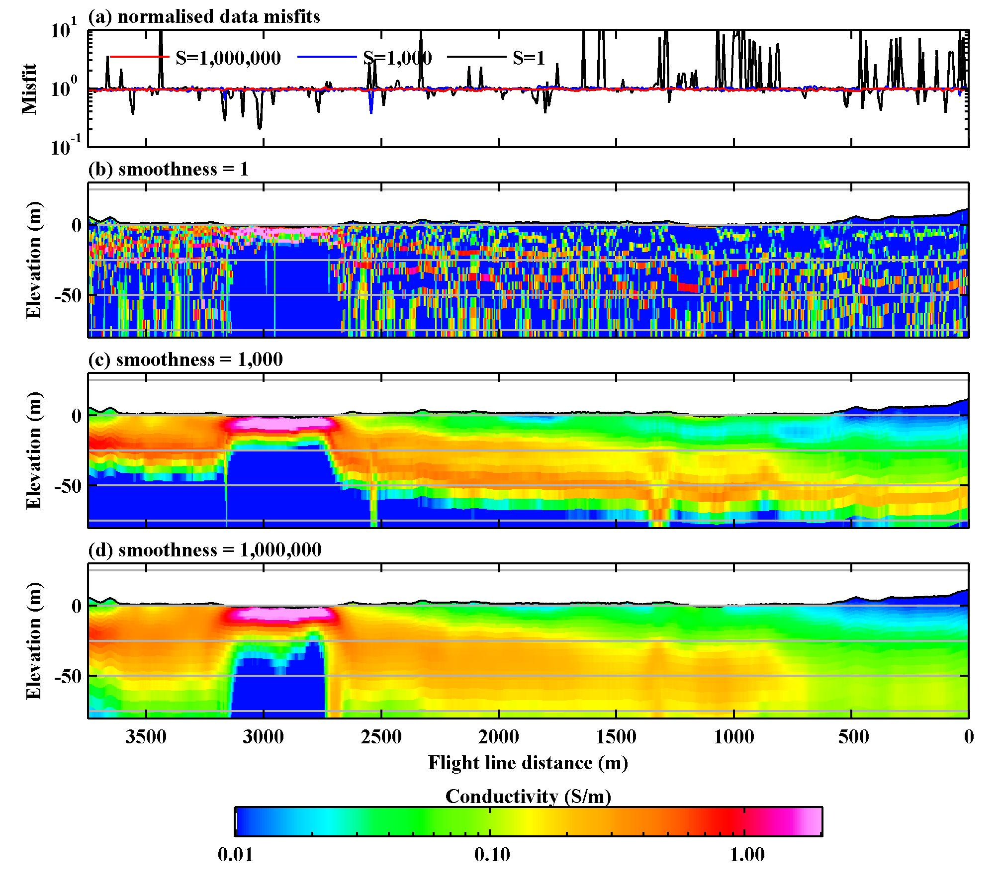 (a) normalised data misfits
10^1
10^0
10^-1
Misfit
S=1,000,000 S=1,000 S=1
(b) smoothness = 1
Elevation (m)
0
-50
(c) smoothness = 1,000
Elevation (m)
0
-50
(d) smoothness = 1,000,000
Elevation (m)
0
-50
3500 3000 2500 2000 1500 1000 500 0
Flight line distance (m)
Conductivity (S/m)
0.01 0.10 1.00